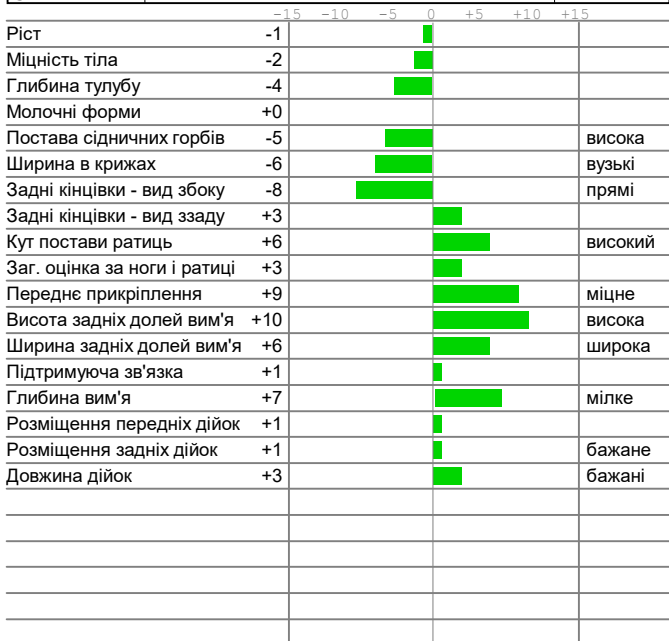 -15 -10 -5 0 +5 +10 +15
Ріст -1
Міцність тіла -2
Глибина тулубу -4
Молочні форми +0
Постава сідничних горбів -5 висока
Ширина в крижах -6 вузькі
Задні кінцівки - вид збоку -8 прямі
Задні кінцівки - вид ззаду +3
Кут постави ратиць +6 високий
Заг. оцінка за ноги і ратиці +3
Переднє прикріплення +9 міцне
Висота задніх долей вим'я +10 висока
Ширина задніх долей вим'я +6 широка
Підтримуюча зв'язка +1
Глибина вим'я +7 мілке
Розміщення передніх дійок +1
Розміщення задніх дійок +1 бажане
Довжина дійок +3 бажані